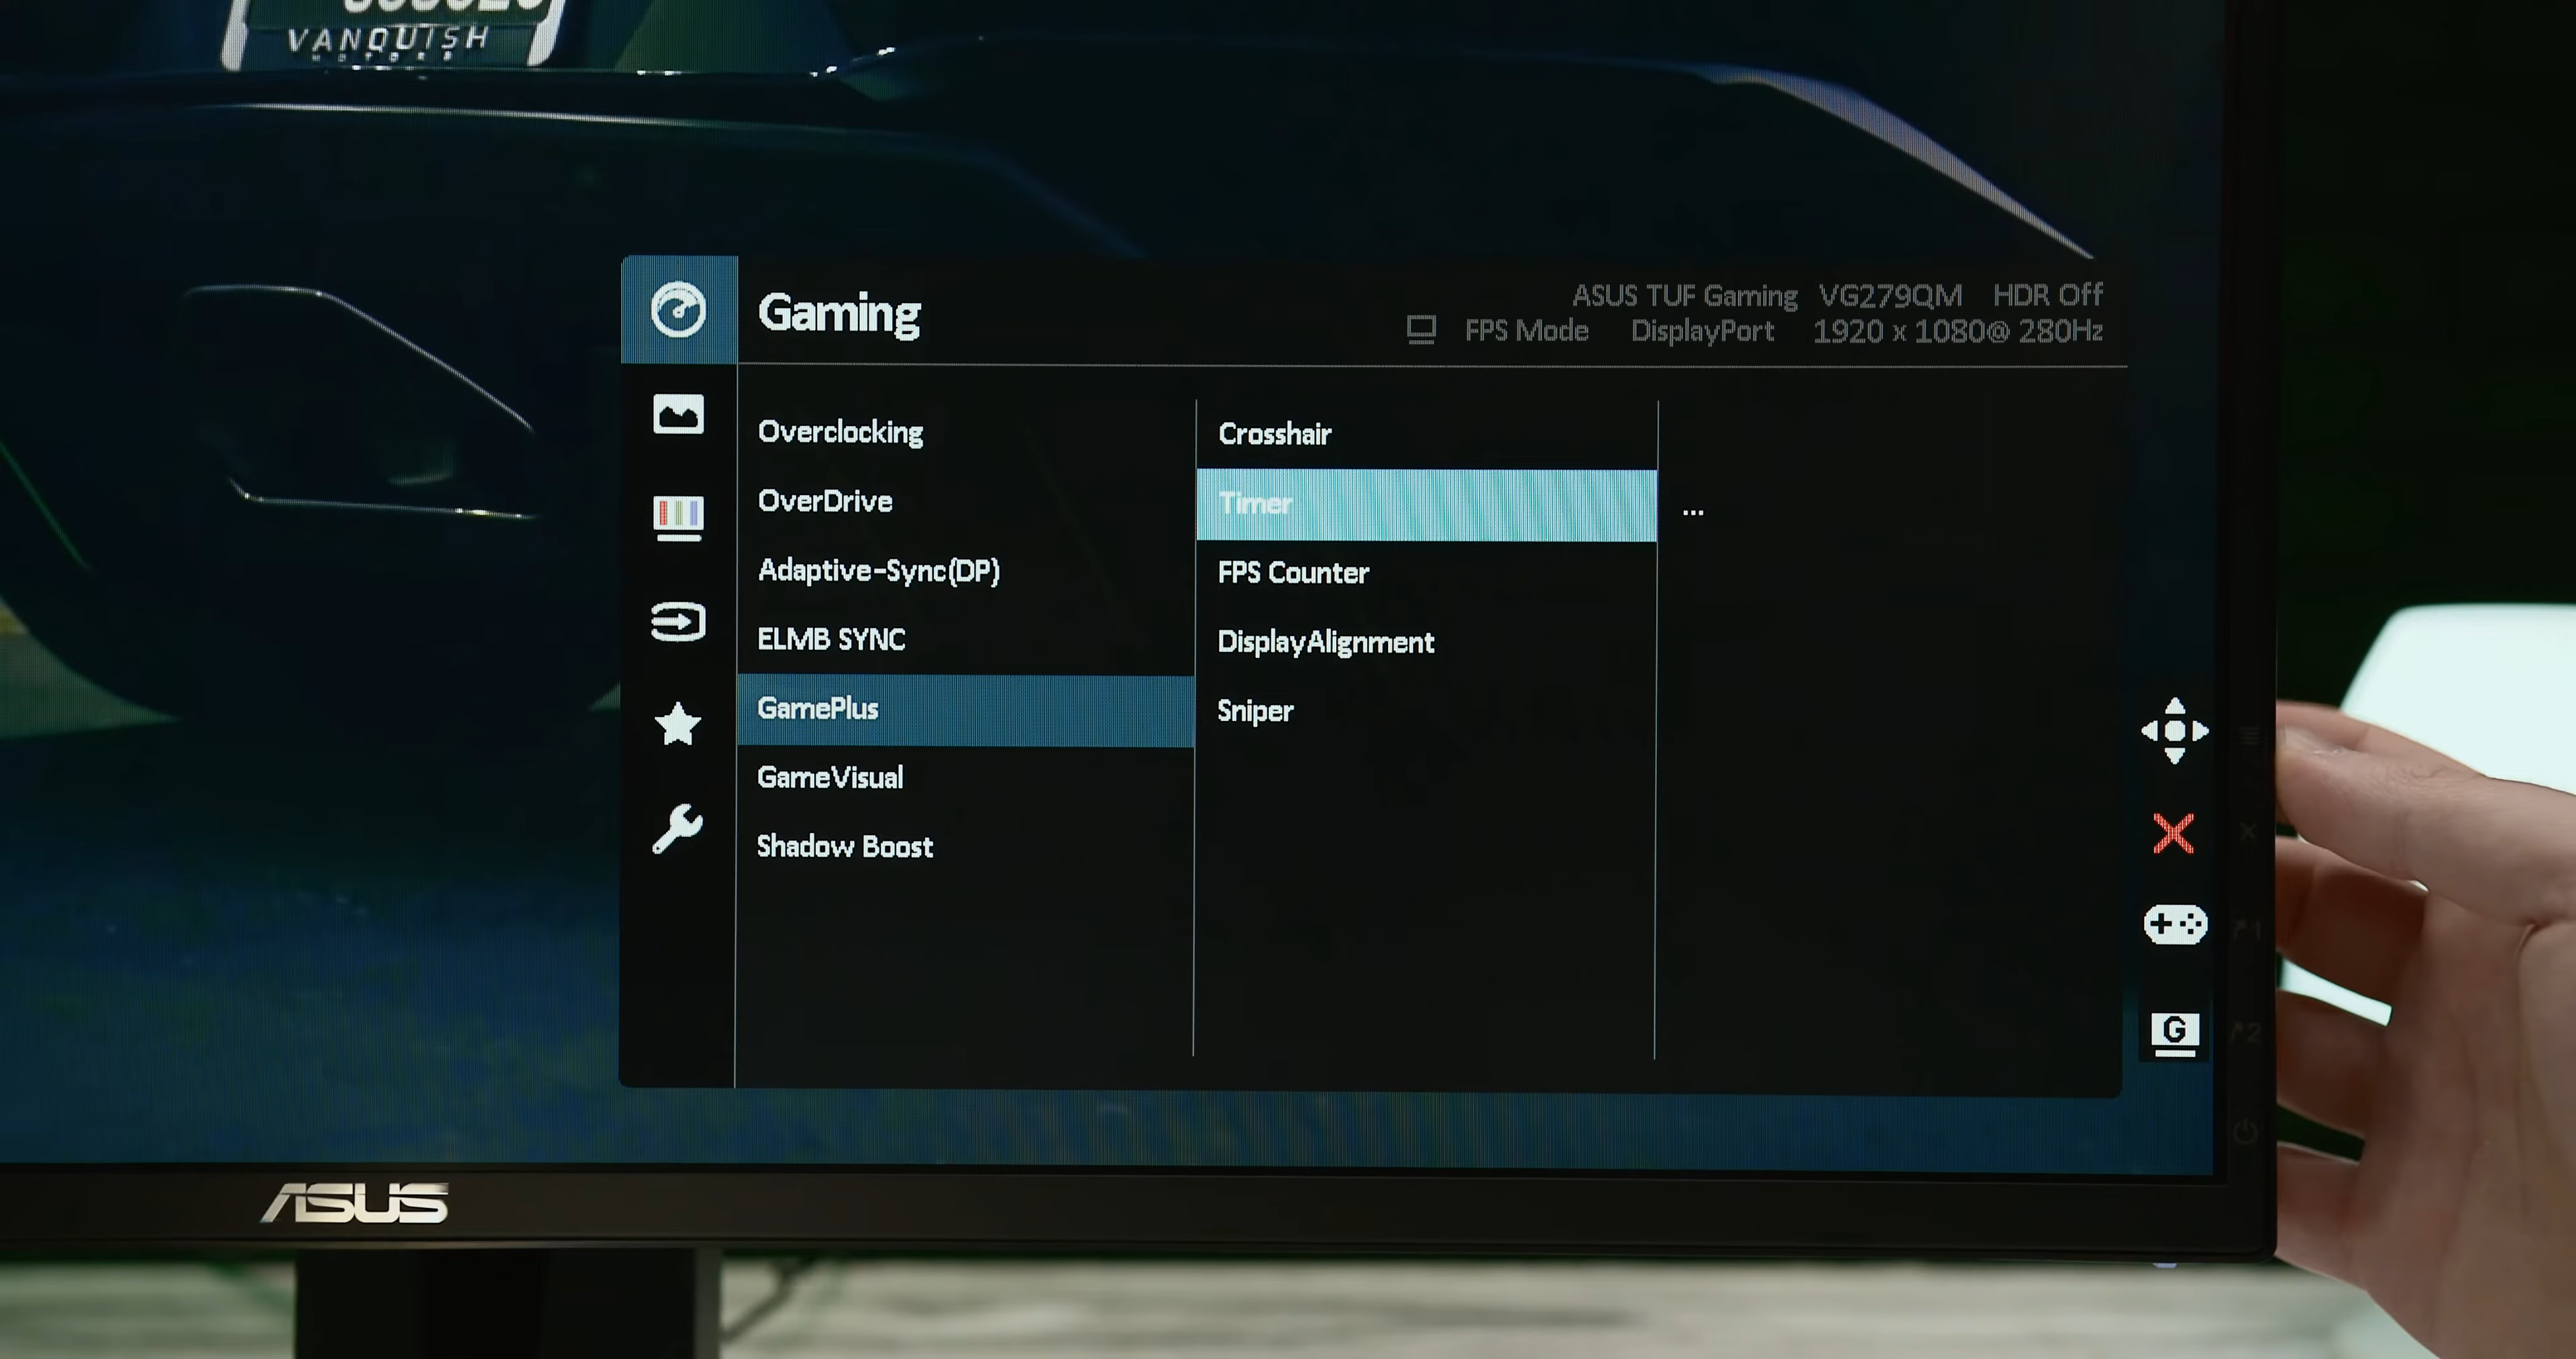 VANQUISH
MOTORS
Gaming
ASUS TUF Gaming VG279QM HDR Off
FPS Mode DisplayPort 1920 x 1080@ 280Hz
Overclocking
OverDrive
Adaptive-Sync(DP)
ELMB SYNC
GamePlus
GameVisual
Shadow Boost
Crosshair
Timer
FPS Counter
DisplayAlignment
Sniper
...
G
ASUS